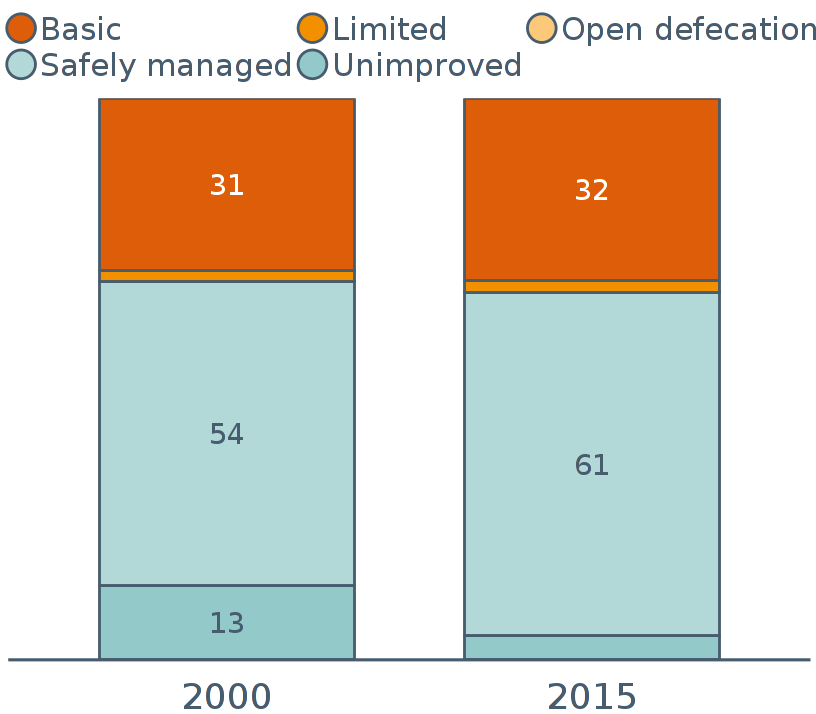 Basic Limited Open defecation
Safely managed Unimproved
31 32
54 61
13
2000 2015